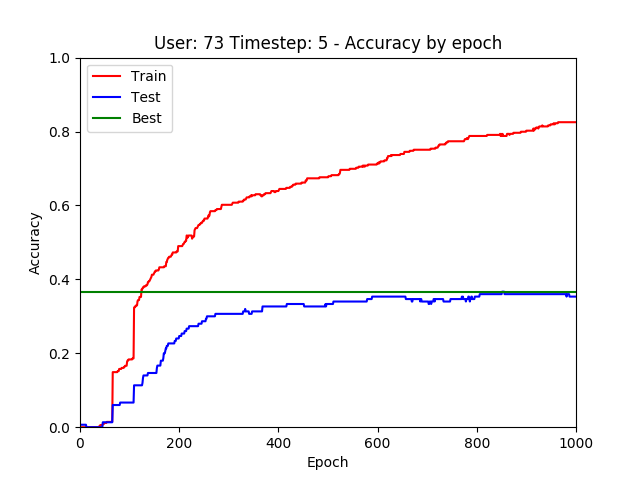 User: 73 Timestep: 5 - Accuracy by epoch
1.0
Train
Test
Best
0.8
0.6
Accuracy
0.4
0.2
0.0
0 200 400 600 800 1000
Epoch